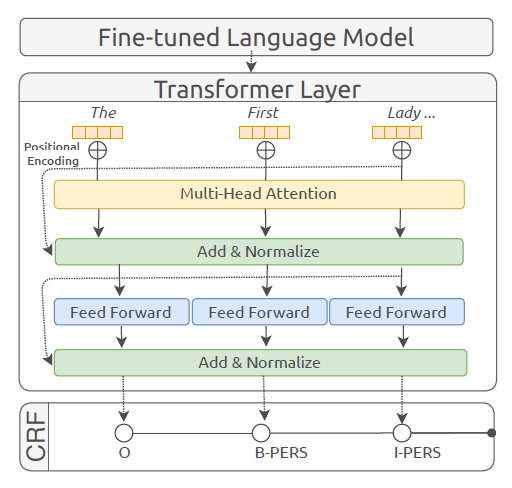 Fine-tuned Language Model
Transformer Layer
The First Lady ...
Positional
Encoding
Multi-Head Attention
Add & Normalize
Feed Forward Feed Forward Feed Forward
Add & Normalize
CRF
O B-PERS I-PERS